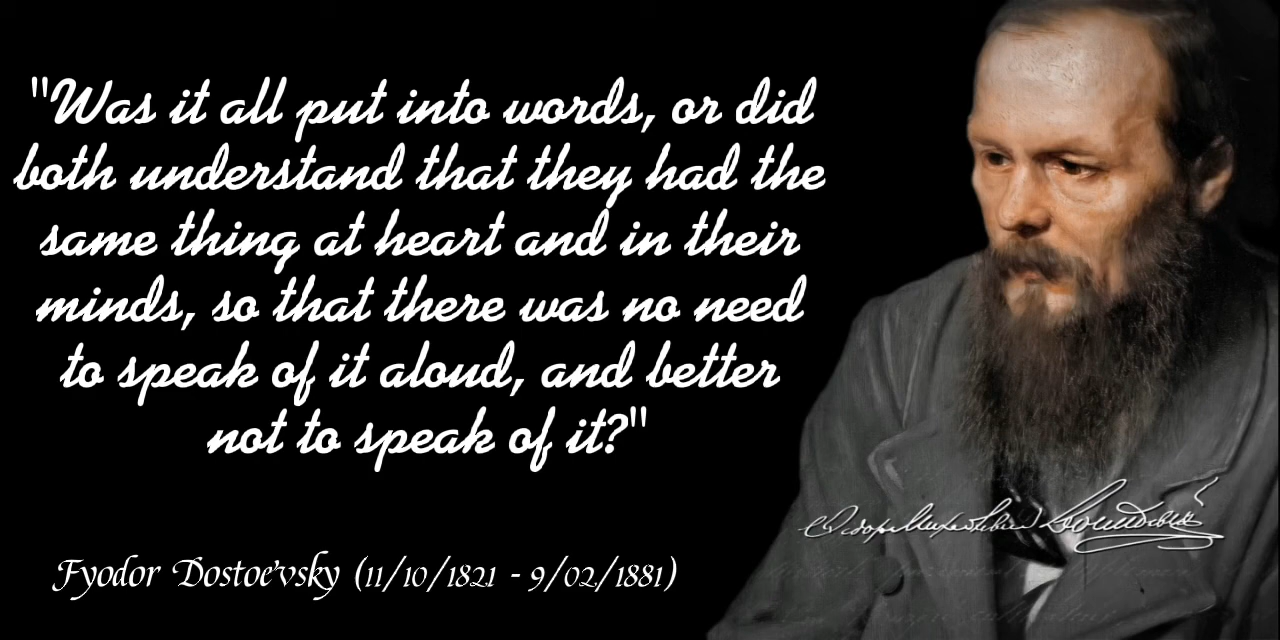 "Was it all put into words, or did
both understand that they had the
same thing at heart and in their
minds, so that there was no need
to speak of it aloud, and better
not to speak of it?"
Fyodor Dostoevsky (11/10/1821 - 9/02/1881)